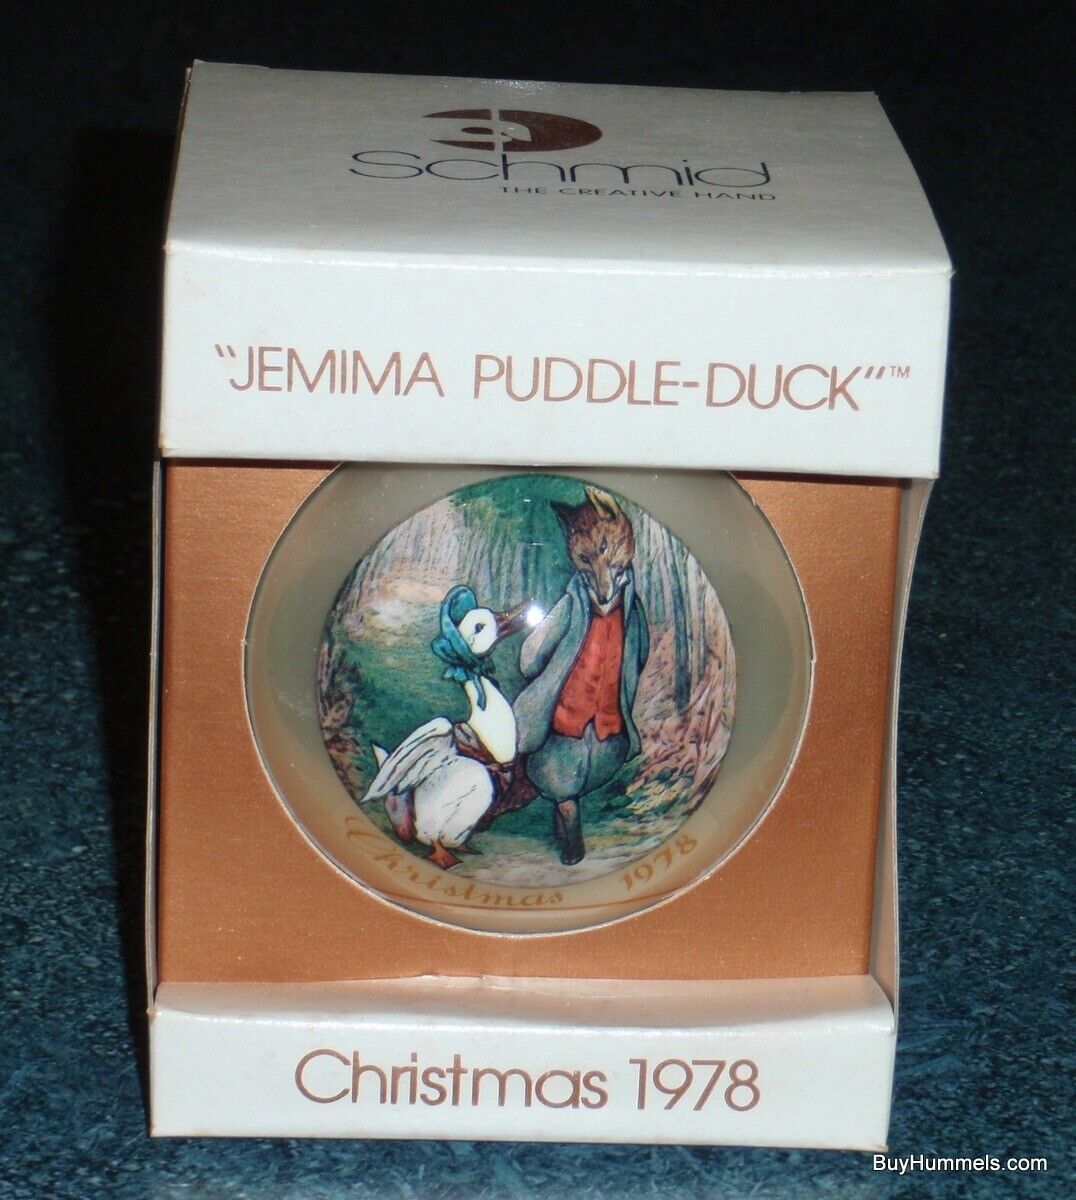 Schmid
THE CREATIVE HAND
"JEMIMA PUDDLE-DUCK"™
Christmas 1978
Christmas 1978
BuyHummels.com